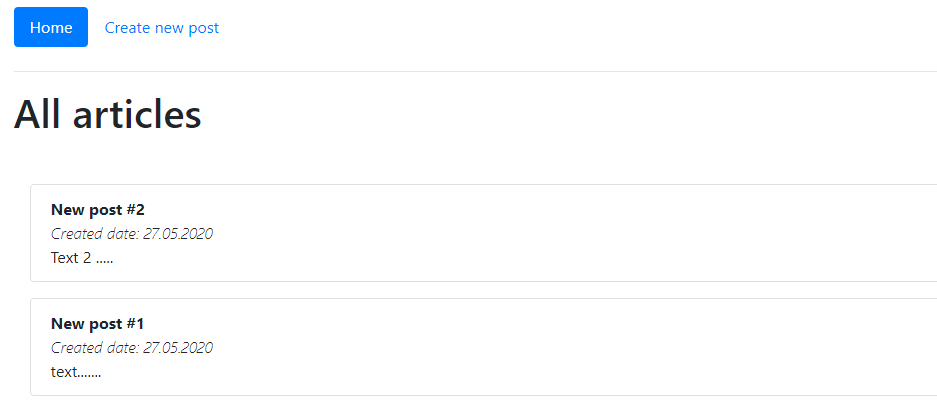 Home Create new post
All articles
New post #2
Created date: 27.05.2020
Text 2 .....
New post #1
Created date: 27.05.2020
text.......